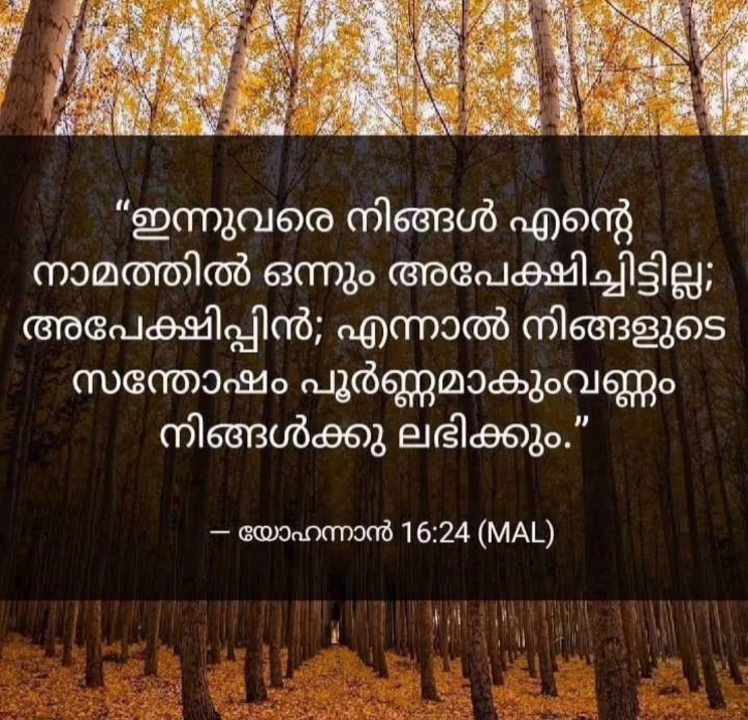 “ഇന്നുവരെ നിങ്ങൾ എന്റെ
നാമത്തിൽ ഒന്നും അപേക്ഷിച്ചിട്ടില്ല;
അപേക്ഷിപ്പിൻ; എന്നാൽ നിങ്ങളുടെ
സന്തോഷം പൂർണ്ണമാകുംവണ്ണം
നിങ്ങൾക്കു ലഭിക്കും.”
— യോഹന്നാൻ 16:24 (MAL)